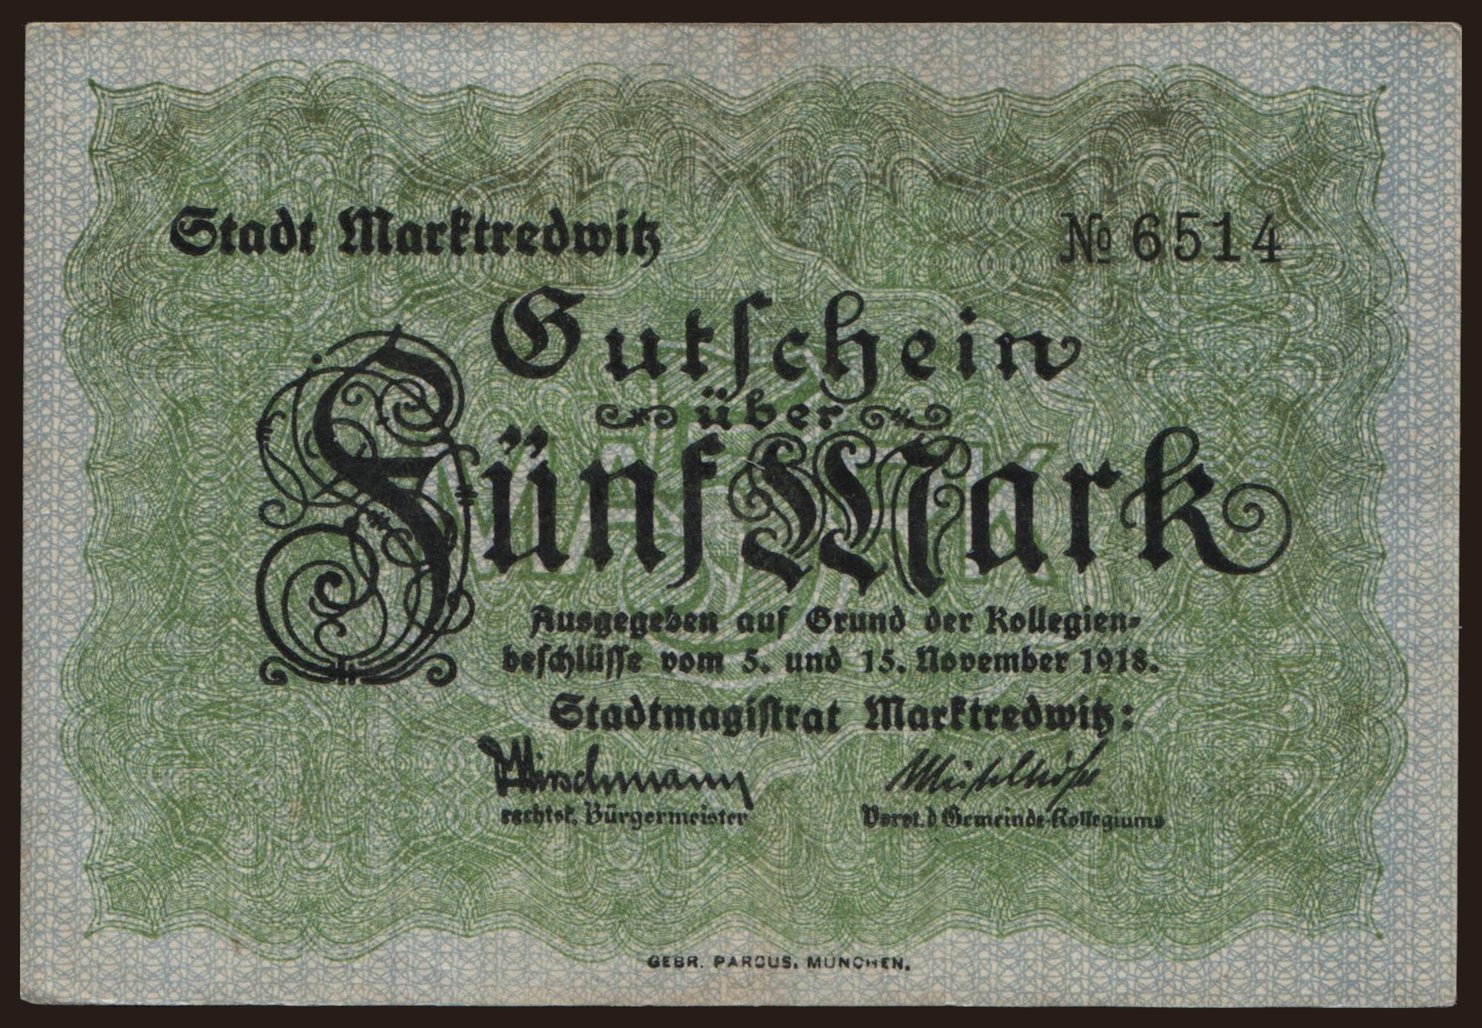 Stadt Marktredwitz
№ 6514
Gutschein
über
Fünf Mark
MARK
Ausgegeben auf Grund der Kollegien-
beschlüsse vom 5. und 15. November 1918.
Stadtmagistrat Marktredwitz:
rechtsk. Bürgermeister
Vorst. d Gemeinde-Kollegiums
GEBR. PARCUS, MÜNCHEN.